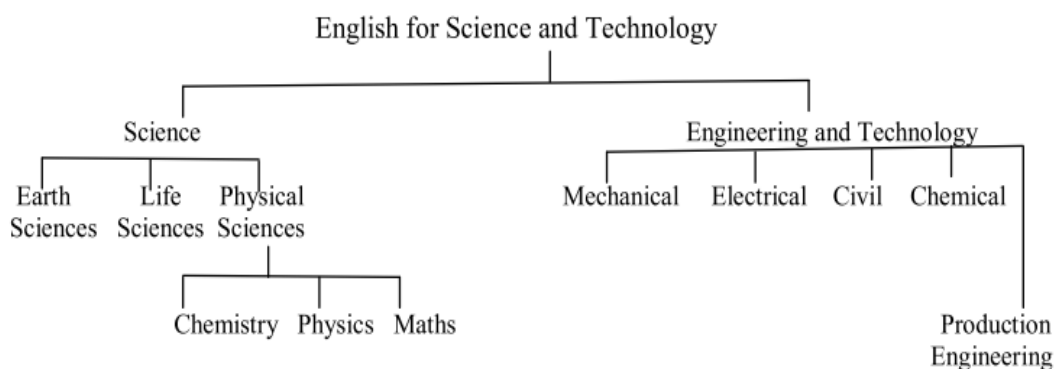 English for Science and Technology
Science
Engineering and Technology
Earth
Sciences
Life
Sciences
Physical
Sciences
Mechanical
Electrical
Civil
Chemical
Chemistry
Physics
Maths
Production
Engineering